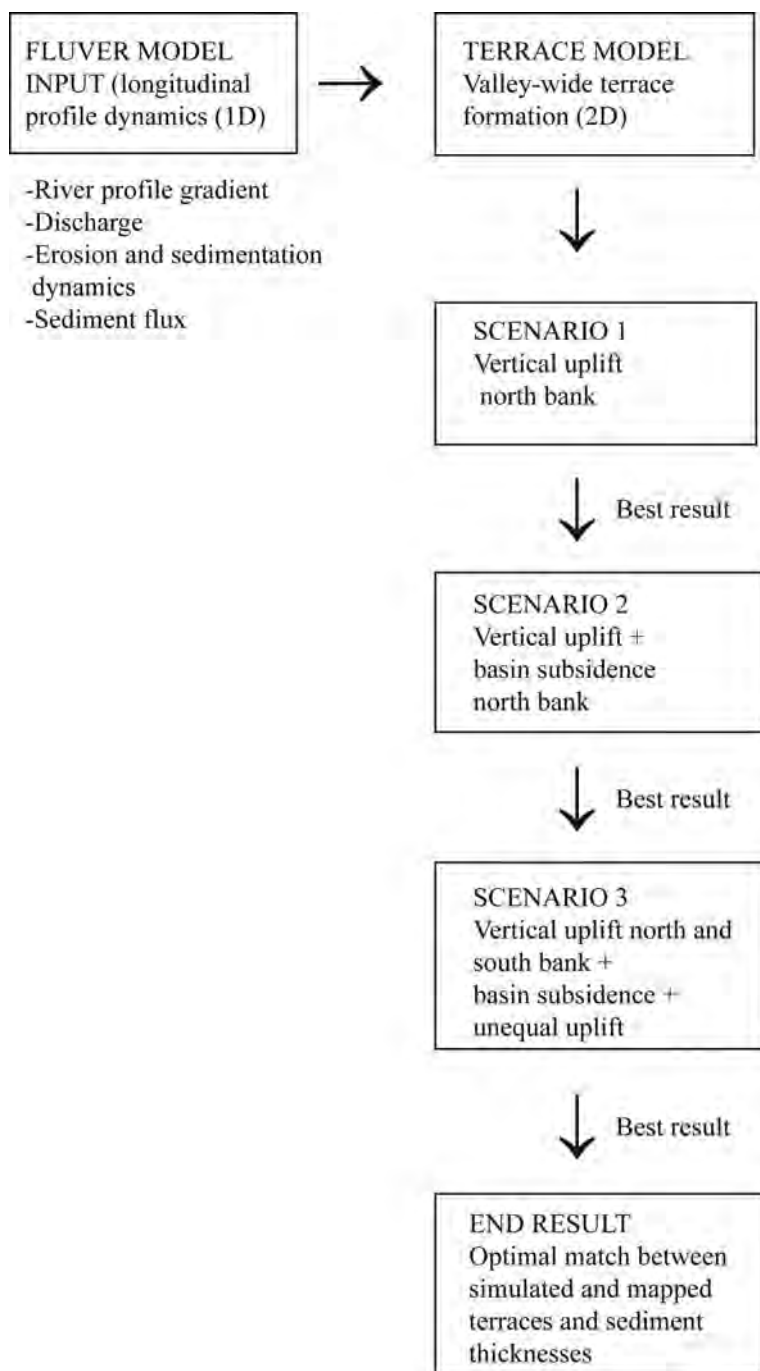 FLUVER MODEL
INPUT (longitudinal
profile dynamics (1D)
-River profile gradient
-Discharge
-Erosion and sedimentation
dynamics
-Sediment flux
TERRACE MODEL
Valley-wide terrace
formation (2D)
SCENARIO 1
Vertical uplift
north bank
Best result
SCENARIO 2
Vertical uplift +
basin subsidence
north bank
Best result
SCENARIO 3
Vertical uplift north and
south bank +
basin subsidence +
unequal uplift
Best result
END RESULT
Optimal match between
simulated and mapped
terraces and sediment
thicknesses